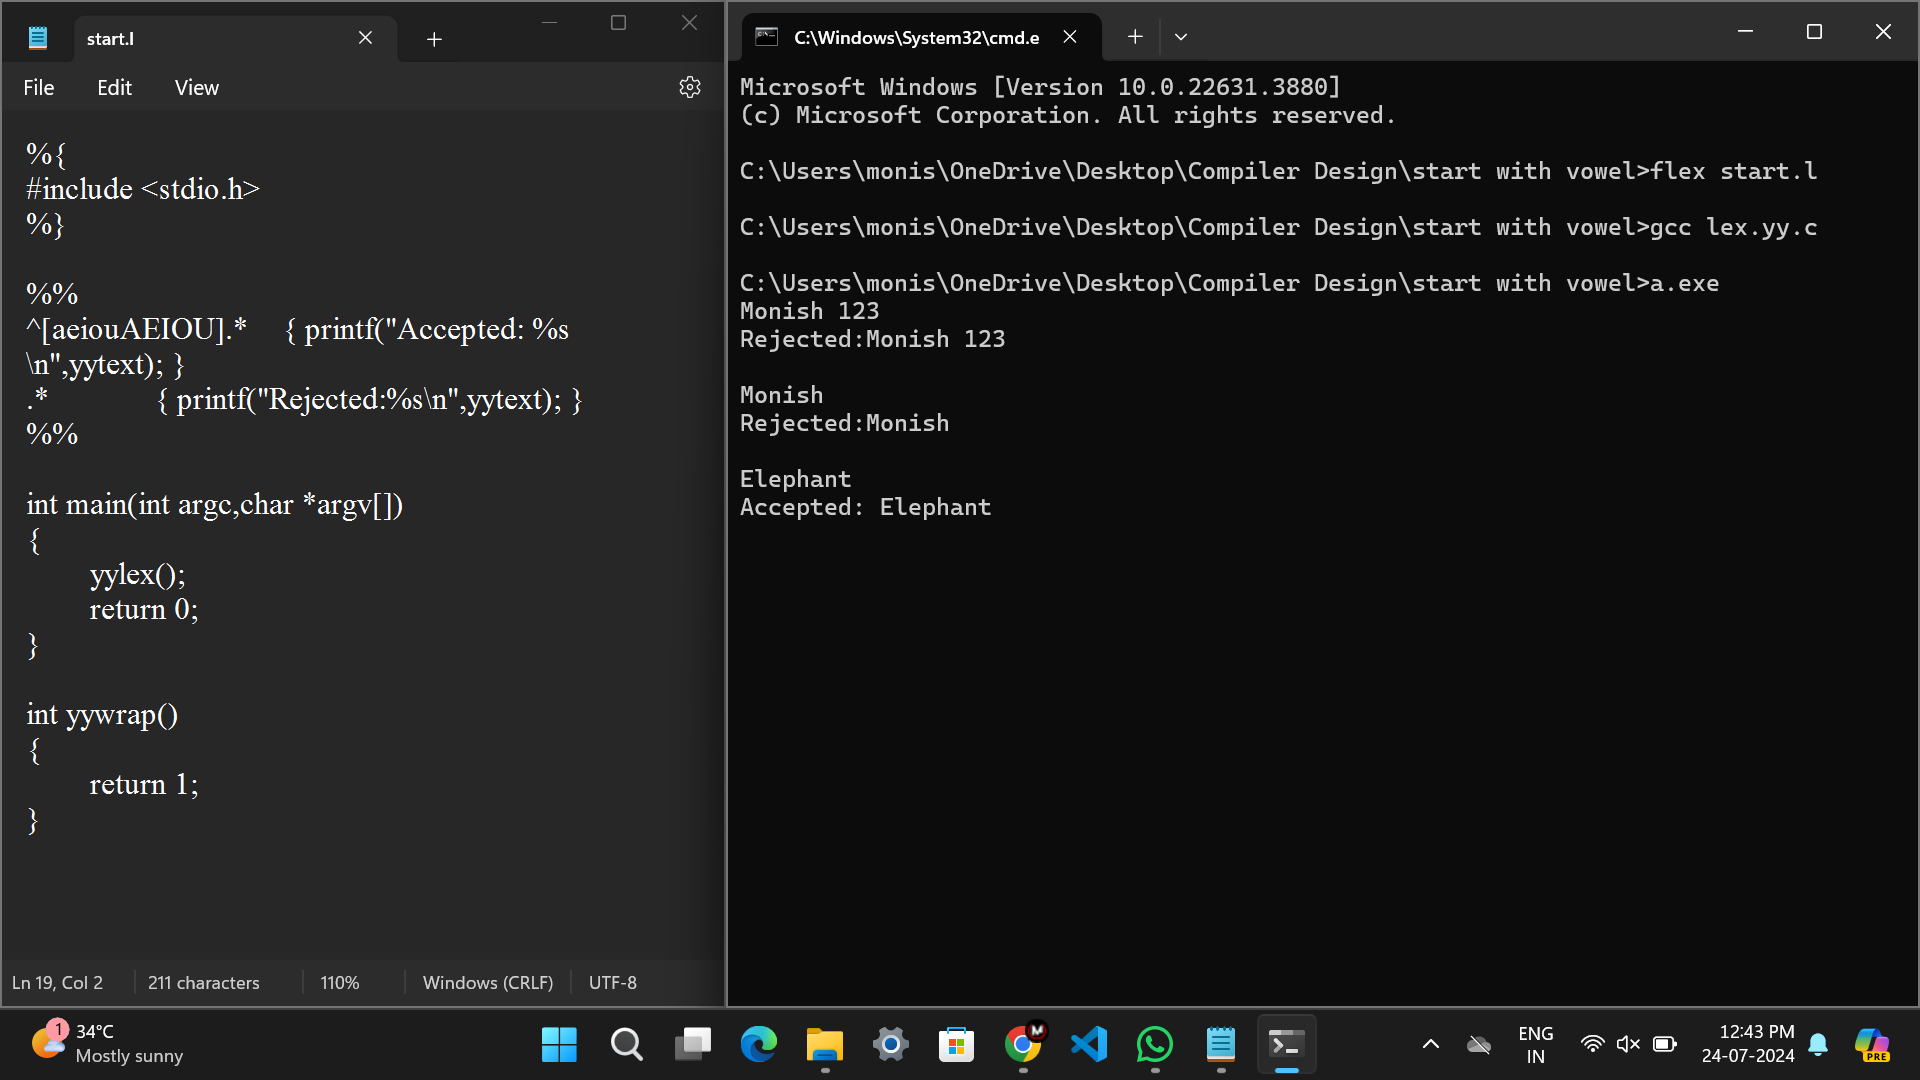 start.l
File Edit View
%{
#include <stdio.h>
%}
%%
^[aeiouAEIOU].* { printf("Accepted: %s
\n",yytext); }
.* { printf("Rejected:%s\n",yytext); }
%%
int main(int argc,char *argv[])
{
yylex();
return 0;
}
int yywrap()
{
return 1;
}
Ln 19, Col 2 211 characters 110% Windows (CRLF) UTF-8
C:\Windows\System32\cmd.e
Microsoft Windows [Version 10.0.22631.3880]
(c) Microsoft Corporation. All rights reserved.
C:\Users\monis\OneDrive\Desktop\Compiler Design\start with vowel>flex start.l
C:\Users\monis\OneDrive\Desktop\Compiler Design\start with vowel>gcc lex.yy.c
C:\Users\monis\OneDrive\Desktop\Compiler Design\start with vowel>a.exe
Monish 123
Rejected:Monish 123
Monish
Rejected:Monish
Elephant
Accepted: Elephant
1
34°C
Mostly sunny
M
ENG
IN
12:43 PM
24-07-2024
PRE